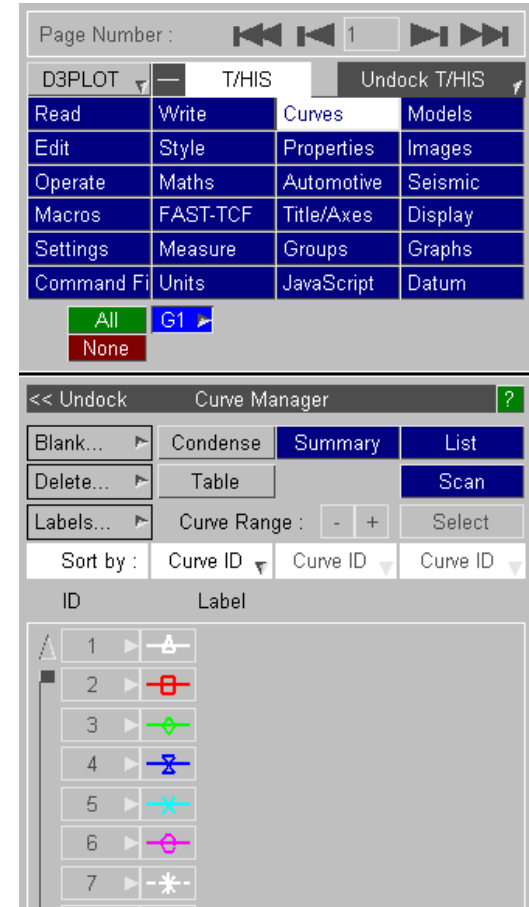 Page Number : 1
D3PLOT — T/HIS Undock T/HIS
Read Write Curves Models
Edit Style Properties Images
Operate Maths Automotive Seismic
Macros FAST-TCF Title/Axes Display
Settings Measure Groups Graphs
Command Fi Units JavaScript Datum
All G1
None
<< Undock Curve Manager ?
Blank... Condense Summary List
Delete... Table Scan
Labels... Curve Range : - + Select
Sort by : Curve ID Curve ID Curve ID
ID Label
1
2
3
4
5
6
7